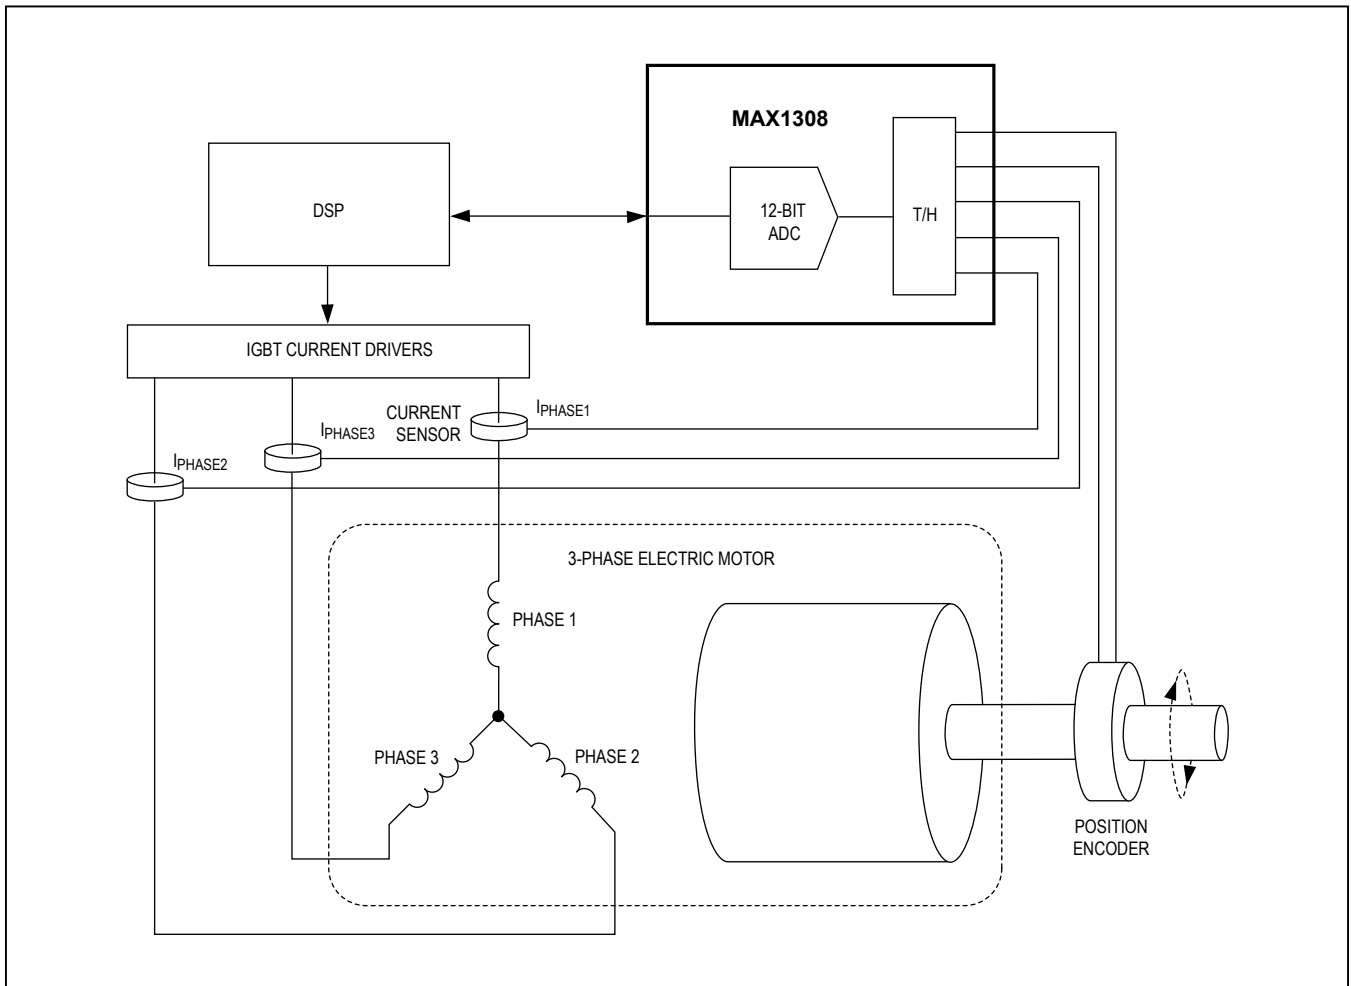 MAX1308
DSP
12-BIT
ADC
T/H
IGBT CURRENT DRIVERS
CURRENT
SENSOR
IPHASE1
IPHASE3
IPHASE2
3-PHASE ELECTRIC MOTOR
PHASE 1
PHASE 3
PHASE 2
POSITION
ENCODER